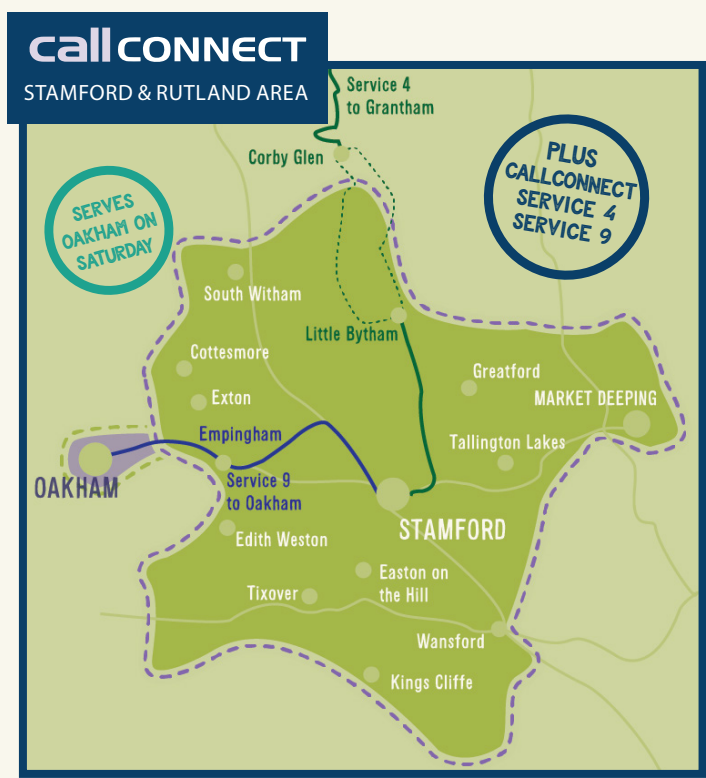 call CONNECT
STAMFORD & RUTLAND AREA
Service 4
to Grantham
Corby Glen
PLUS
CALLCONNECT
SERVICE 4
SERVICE 9
SERVES
OAKHAM ON
SATURDAY
South Witham
Little Bytham
Cottesmore
Greatford
Exton
MARKET DEEPING
Empingham
Tallington Lakes
OAKHAM
Service 9
to Oakham
STAMFORD
Edith Weston
Easton on
the Hill
Tixover
Wansford
Kings Cliffe